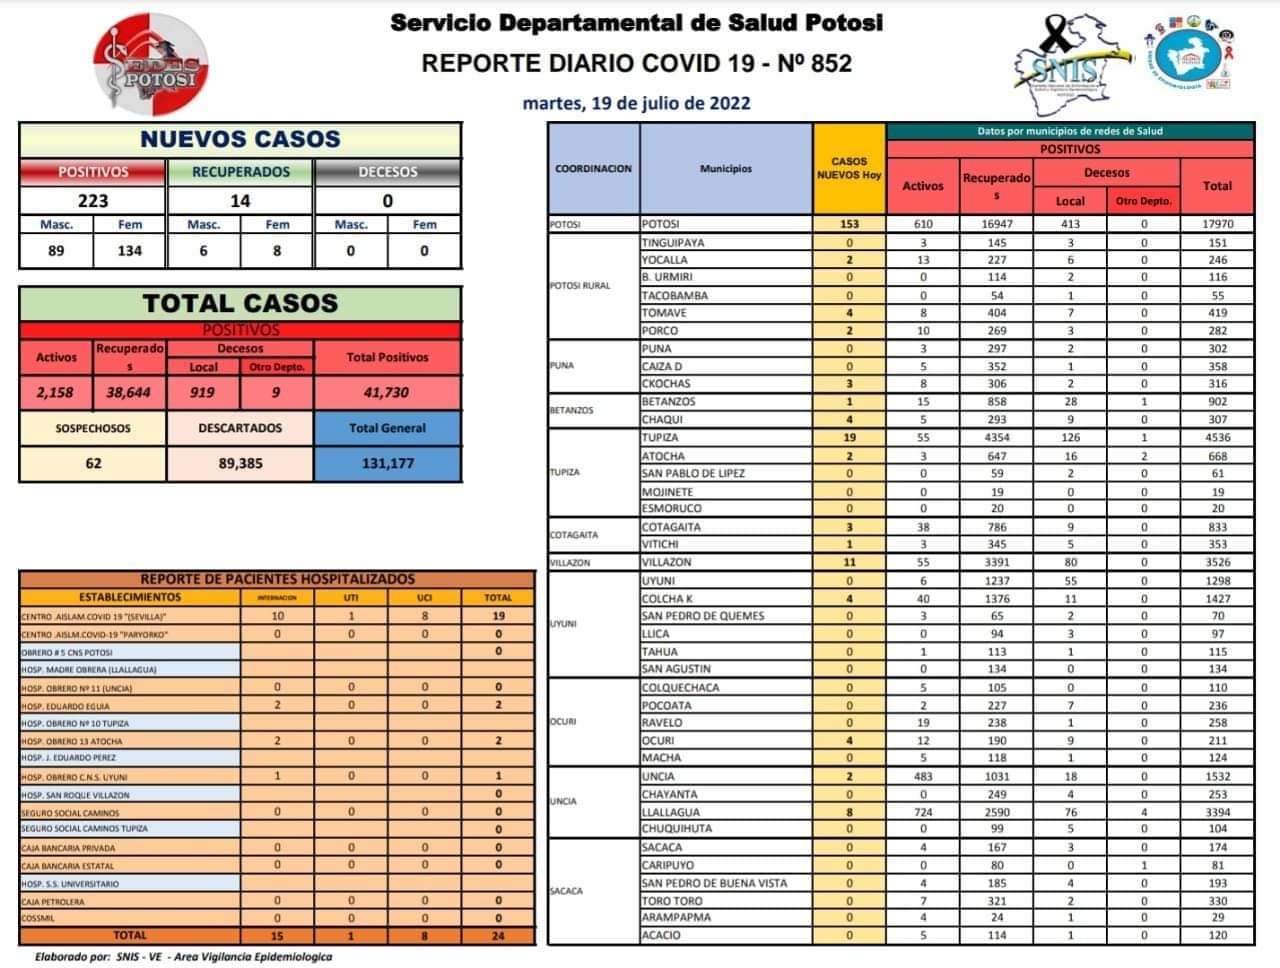 Servicio Departamental de Salud Potosi
REPORTE DIARIO COVID 19 - Nº 852
martes, 19 de julio de 2022
SEDES
POTOSI
SNIS
NUEVOS CASOS
POSITIVOS RECUPERADOS DECESOS
223 14 0
Masc. Fem Masc. Fem Masc. Fem
89 134 6 8 0 0
TOTAL CASOS
POSITIVOS
Activos Recuperados Decesos Total Positivos
Local Otro Depto.
2,158 38,644 919 9 41,730
SOSPECHOSOS DESCARTADOS Total General
62 89,385 131,177
REPORTE DE PACIENTES HOSPITALIZADOS
ESTABLECIMIENTOS INTERNACION UTI UCI TOTAL
CENTRO .AISLAM.COVID 19 "(SEVILLA)" 10 1 8 19
CENTRO .AISLM.COVID-19 "PARYORKO" 0 0 0 0
OBRERO # 5 CNS POTOSI 0
HOSP. MADRE OBRERA (LLALLAGUA)
HOSP. OBRERO Nº 11 (UNCIA) 0 0 0 0
HOSP. EDUARDO EGUIA 2 0 0 2
HOSP. OBRERO Nº 10 TUPIZA
HOSP. OBRERO 13 ATOCHA 2 0 0 2
HOSP. J. EDUARDO PEREZ
HOSP. OBRERO C.N.S. UYUNI 1 0 0 1
HOSP. SAN ROQUE VILLAZON 0
SEGURO SOCIAL CAMINOS 0 0 0 0
SEGURO SOCIAL CAMINOS TUPIZA 0
CAJA BANCARIA PRIVADA 0 0 0 0
CAJA BANCARIA ESTATAL 0 0 0 0
HOSP. S.S. UNIVERSITARIO
CAJA PETROLERA 0 0 0 0
COSSMIL 0 0 0 0
TOTAL 15 1 8 24
Elaborado por: SNIS - VE - Area Vigilancia Epidemiologica
Datos por municipios de redes de Salud
COORDINACION Municipios CASOS NUEVOS Hoy POSITIVOS
Activos Recuperados Decesos Total
Local Otro Depto.
POTOSI POTOSI 153 610 16947 413 0 17970
POTOSI RURAL
TINGUIPAYA 0 3 145 3 0 151
YOCALLA 2 13 227 6 0 246
B. URMIRI 0 0 114 2 0 116
TACOBAMBA 0 0 54 1 0 55
TOMAVE 4 8 404 7 0 419
PORCO 2 10 269 3 0 282
PUNA
PUNA 0 3 297 2 0 302
CAIZA D 0 5 352 1 0 358
CKOCHAS 3 8 306 2 0 316
BETANZOS
BETANZOS 1 15 858 28 1 902
CHAQUI 4 5 293 9 0 307
TUPIZA
TUPIZA 19 55 4354 126 1 4536
ATOCHA 2 3 647 16 2 668
SAN PABLO DE LIPEZ 0 0 59 2 0 61
MOJINETE 0 0 19 0 0 19
ESMORUCO 0 0 20 0 0 20
COTAGAITA
COTAGAITA 3 38 786 9 0 833
VITICHI 1 3 345 5 0 353
VILLAZON VILLAZON 11 55 3391 80 0 3526
UYUNI
UYUNI 0 6 1237 55 0 1298
COLCHA K 4 40 1376 11 0 1427
SAN PEDRO DE QUEMES 0 3 65 2 0 70
LLICA 0 0 94 3 0 97
TAHUA 0 1 113 1 0 115
SAN AGUSTIN 0 0 134 0 0 134
OCURI
COLQUECHACA 0 5 105 0 0 110
POCOATA 0 2 227 7 0 236
RAVELO 0 19 238 1 0 258
OCURI 4 12 190 9 0 211
MACHA 0 5 118 1 0 124
UNCIA
UNCIA 2 483 1031 18 0 1532
CHAYANTA 0 0 249 4 0 253
LLALLAGUA 8 724 2590 76 4 3394
CHUQUIHUTA 0 0 99 5 0 104
SACACA
SACACA 0 4 167 3 0 174
CARIPUYO 0 0 80 0 1 81
SAN PEDRO DE BUENA VISTA 0 4 185 4 0 193
TORO TORO 0 7 321 2 0 330
ARAMPAPMA 0 4 24 1 0 29
ACACIO 0 5 114 1 0 120